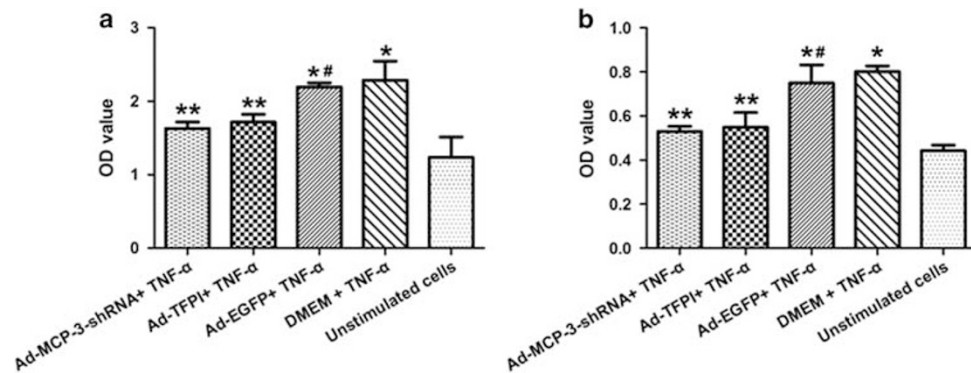 a
3
2
1
0
OD value
**
**
*#
*
Ad-MCP-3-shRNA+ TNF-α
Ad-TFPI+ TNF-α
Ad-EGFP+ TNF-α
DMEM + TNF-α
Unstimulated cells
b
1.0
0.8
0.6
0.4
0.2
0.0
OD value
**
**
*#
*
Ad-MCP-3-shRNA+ TNF-α
Ad-TFPI+ TNF-α
Ad-EGFP+ TNF-α
DMEM + TNF-α
Unstimulated cells